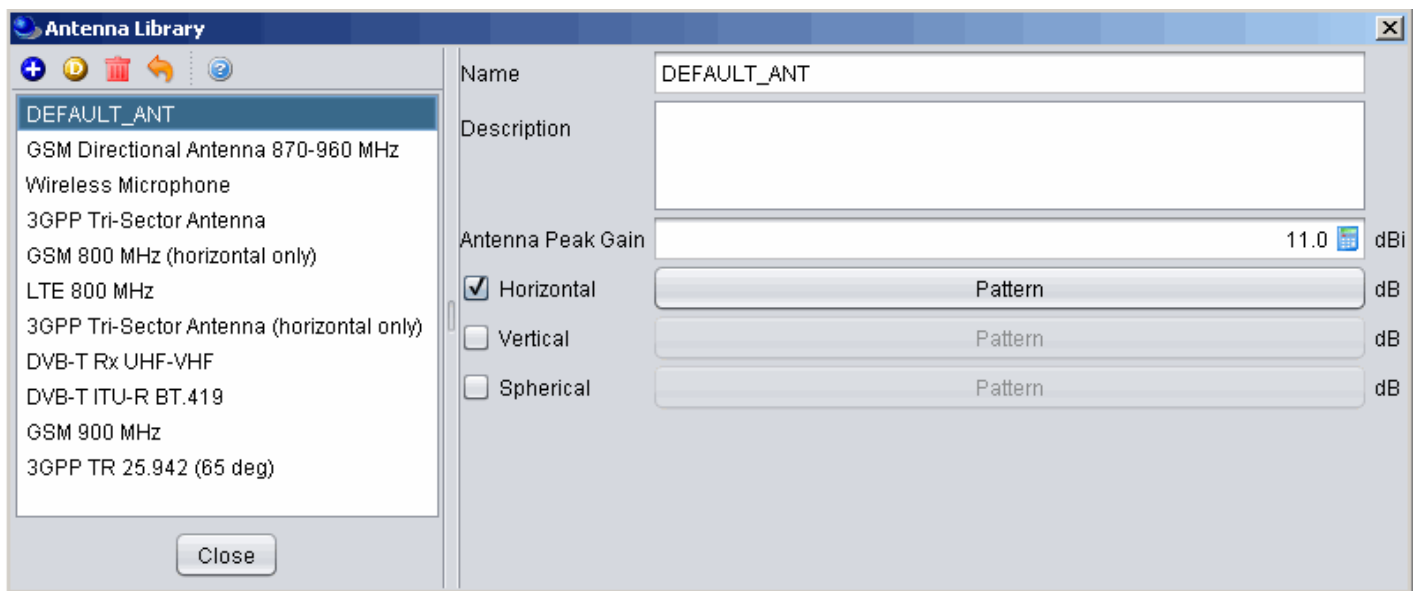 Antenna Library
DEFAULT_ANT
GSM Directional Antenna 870-960 MHz
Wireless Microphone
3GPP Tri-Sector Antenna
GSM 800 MHz (horizontal only)
LTE 800 MHz
3GPP Tri-Sector Antenna (horizontal only)
DVB-T Rx UHF-VHF
DVB-T ITU-R BT.419
GSM 900 MHz
3GPP TR 25.942 (65 deg)
Close
Name DEFAULT_ANT
Description
Antenna Peak Gain 11.0 dBi
Horizontal Pattern dB
Vertical Pattern dB
Spherical Pattern dB